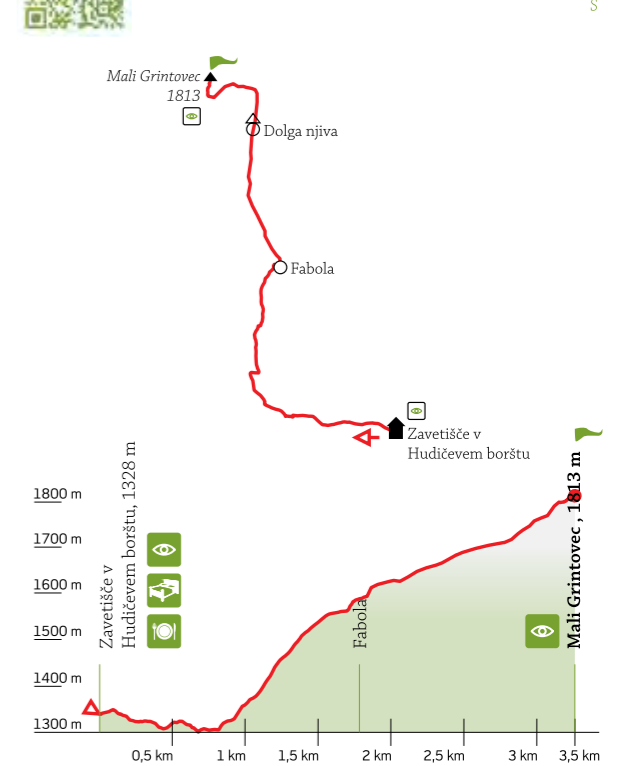 S
Mali Grintovec
1813
Dolga njiva
Fabola
Zavetišče v
Hudičevem borštu
1800 m
1700 m
1600 m
1500 m
1400 m
1300 m
Zavetišče v
Hudičevem borštu, 1328 m
Fabola
Mali Grintovec , 1813 m
0,5 km
1 km
1,5 km
2 km
2,5 km
3 km
3,5 km